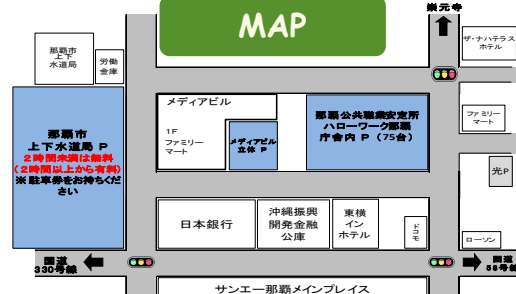 MAP
崇元寺
ザ・ナハテラス
ホテル
那覇市
上下
水道局
労働
金庫
那覇市
上下水道局 P
2時間未満は無料
(2時間以上から有料)
※駐車券をお持ちくだ
さい
メディアビル
1F
ファミリー
マート
メディアビル
立体 P
那覇公共職業安定所
ハローワーク那覇
庁舎内 P (75台)
ファミリー
マート
光P
日本銀行
沖縄振興
開発金融
公庫
東横
イン
ホテル
ドコモ
ローソン
国道
330号線
国道
58号線
サンエー那覇メインプレイス